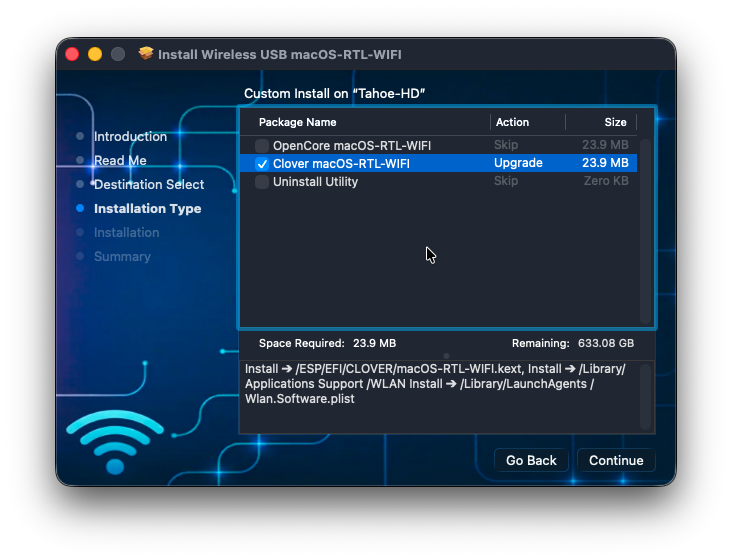 Install Wireless USB macOS-RTL-WIFI
Custom Install on “Tahoe-HD”
Introduction
Read Me
Destination Select
Installation Type
Installation
Summary
Package Name Action Size
OpenCore macOS-RTL-WIFI Skip 23.9 MB
Clover macOS-RTL-WIFI Upgrade 23.9 MB
Uninstall Utility Skip Zero KB
Space Required: 23.9 MB Remaining: 633.08 GB
Install ➔ /ESP/EFI/CLOVER/macOS-RTL-WIFI.kext, Install ➔ /Library/
Applications Support /WLAN Install ➔ /Library/LaunchAgents /
Wlan.Software.plist
Go Back Continue